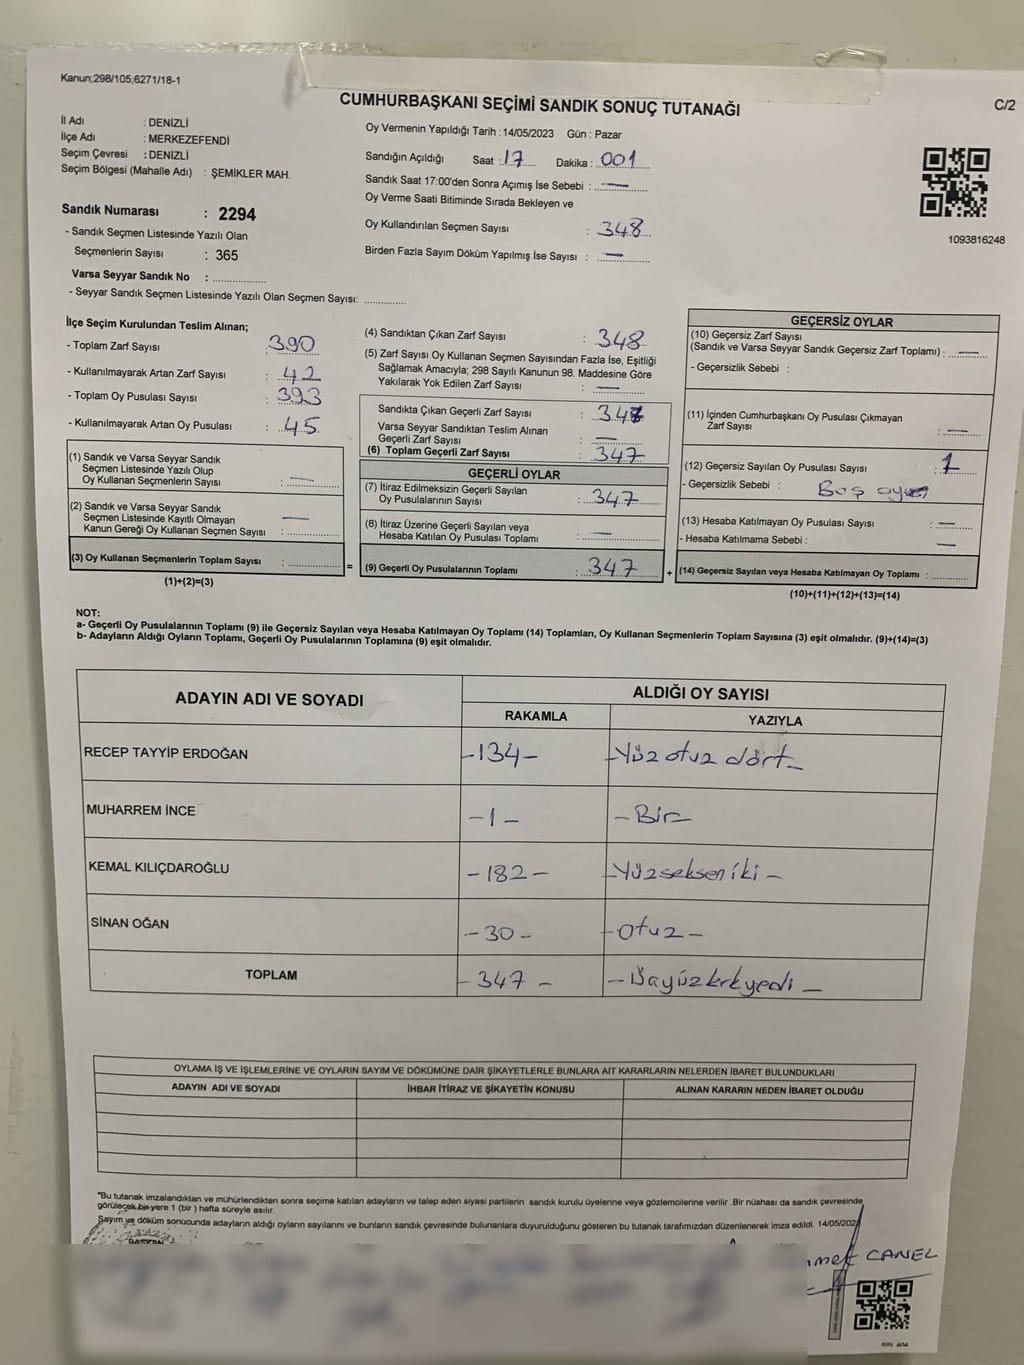 Kanun;298/105;6271/18-1
CUMHURBAŞKANI SEÇİMİ SANDIK SONUÇ TUTANAĞI
C/2
İl Adı : DENİZLİ
İlçe Adı : MERKEZEFENDİ
Seçim Çevresi : DENİZLİ
Seçim Bölgesi (Mahalle Adı) : ŞEMİKLER MAH.
Sandık Numarası : 2294
- Sandık Seçmen Listesinde Yazılı Olan
Seçmenlerin Sayısı : 365
Varsa Seyyar Sandık No :
- Seyyar Sandık Seçmen Listesinde Yazılı Olan Seçmen Sayısı:
Oy Vermenin Yapıldığı Tarih : 14/05/2023 Gün : Pazar
Sandığın Açıldığı Saat : 17 Dakika : 001
Sandık Saat 17:00'den Sonra Açımış İse Sebebi : —
Oy Verme Saati Bitiminde Sırada Bekleyen ve
Oy Kullandırılan Seçmen Sayısı : 348
Birden Fazla Sayım Döküm Yapılmış İse Sayısı : —
1093816248
İlçe Seçim Kurulundan Teslim Alınan;
- Toplam Zarf Sayısı : 390
- Kullanılmayarak Artan Zarf Sayısı : 42
- Toplam Oy Pusulası Sayısı : 393
- Kullanılmayarak Artan Oy Pusulası : 45
(1) Sandık ve Varsa Seyyar Sandık
Seçmen Listesinde Yazılı Olup
Oy Kullanan Seçmenlerin Sayısı : —
(2) Sandık ve Varsa Seyyar Sandık
Seçmen Listesinde Kayıtlı Olmayan
Kanun Gereği Oy Kullanan Seçmen Sayısı : —
(3) Oy Kullanan Seçmenlerin Toplam Sayısı :
(1)+(2)=(3)
(4) Sandıktan Çıkan Zarf Sayısı : 348
(5) Zarf Sayısı Oy Kullanan Seçmen Sayısından Fazla İse, Eşitliği
Sağlamak Amacıyla; 298 Sayılı Kanunun 98. Maddesine Göre
Yakılarak Yok Edilen Zarf Sayısı : —
Sandıkta Çıkan Geçerli Zarf Sayısı : 347
Varsa Seyyar Sandıktan Teslim Alınan
Geçerli Zarf Sayısı : —
(6) Toplam Geçerli Zarf Sayısı : 347
GEÇERLİ OYLAR
(7) İtiraz Edilmeksizin Geçerli Sayılan
Oy Pusulalarının Sayısı : 347
(8) İtiraz Üzerine Geçerli Sayılan veya
Hesaba Katılan Oy Pusulası Toplamı : —
= (9) Geçerli Oy Pusulalarının Toplamı : 347
GEÇERSİZ OYLAR
(10) Geçersiz Zarf Sayısı
(Sandık ve Varsa Seyyar Sandık Geçersiz Zarf Toplamı) : —
- Geçersizlik Sebebi :
(11) İçinden Cumhurbaşkanı Oy Pusulası Çıkmayan
Zarf Sayısı : —
(12) Geçersiz Sayılan Oy Pusulası Sayısı : 1
- Geçersizlik Sebebi : Boş oy
(13) Hesaba Katılmayan Oy Pusulası Sayısı : —
- Hesaba Katılmama Sebebi : —
+ (14) Geçersiz Sayılan veya Hesaba Katılmayan Oy Toplamı :
(10)+(11)+(12)+(13)=(14)
NOT:
a- Geçerli Oy Pusulalarının Toplamı (9) ile Geçersiz Sayılan veya Hesaba Katılmayan Oy Toplamı (14) Toplamları, Oy Kullanan Seçmenlerin Toplam Sayısına (3) eşit olmalıdır. (9)+(14)=(3)
b- Adayların Aldığı Oyların Toplamı, Geçerli Oy Pusulalarının Toplamına (9) eşit olmalıdır.
ADAYIN ADI VE SOYADI ALDIĞI OY SAYISI
RAKAMLA YAZIYLA
RECEP TAYYİP ERDOĞAN -134- -Yüz otuz dört-
MUHARREM İNCE -1- -Bir-
KEMAL KILIÇDAROĞLU -182- -Yüzsekseniki-
SİNAN OĞAN -30- -Otuz-
TOPLAM -347-
OYLAMA İŞ VE İŞLEMLERİNE VE OYLARIN SAYIM VE DÖKÜMÜNE DAİR ŞİKAYETLERLE BUNLARA AİT KARARLARIN NELERDEN İBARET BULUNDUKLARI
ADAYIN ADI VE SOYADI İHBAR İTİRAZ VE ŞİKAYETİN KONUSU ALINAN KARARIN NEDEN İBARET OLDUĞU
*Bu tutanak imzalandıktan ve mühürlendikten sonra seçime katılan adayların ve talep eden siyasi partilerin sandık kurulu üyelerine veya gözlemcilerine verilir .Bir nüshası da sandık çevresinde
görülecek bir yere 1 (bir ) hafta süreyle asılır.
Sayım ve döküm sonucunda adayların aldığı oyların sayılarını ve bunların sandık çevresinde bulunanlara duyurulduğunu gösteren bu tutanak tarafımızdan düzenlenerek imza edildi. 14/05/202
CANEL